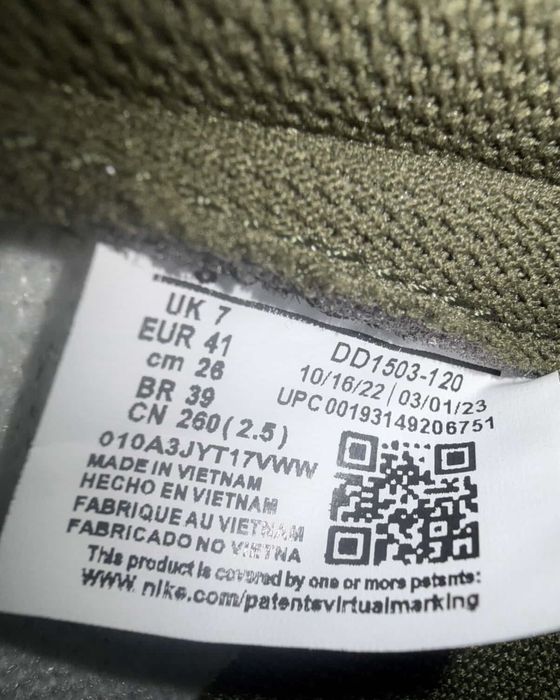 UK 7
EUR 41
cm 26
BR 39
CN 260(2.5)
DD1503-120
10/16/22 | 03/01/23
UPC00193149206751
010A3JYT17VWW
MADE IN VIETNAM
HECHO EN VIETNAM
FABRIQUE AU VIETNAM
FABRICADO NO VIETNA
This product is covered by one or more patents:
www.nike.com/patentsvirtualmarking